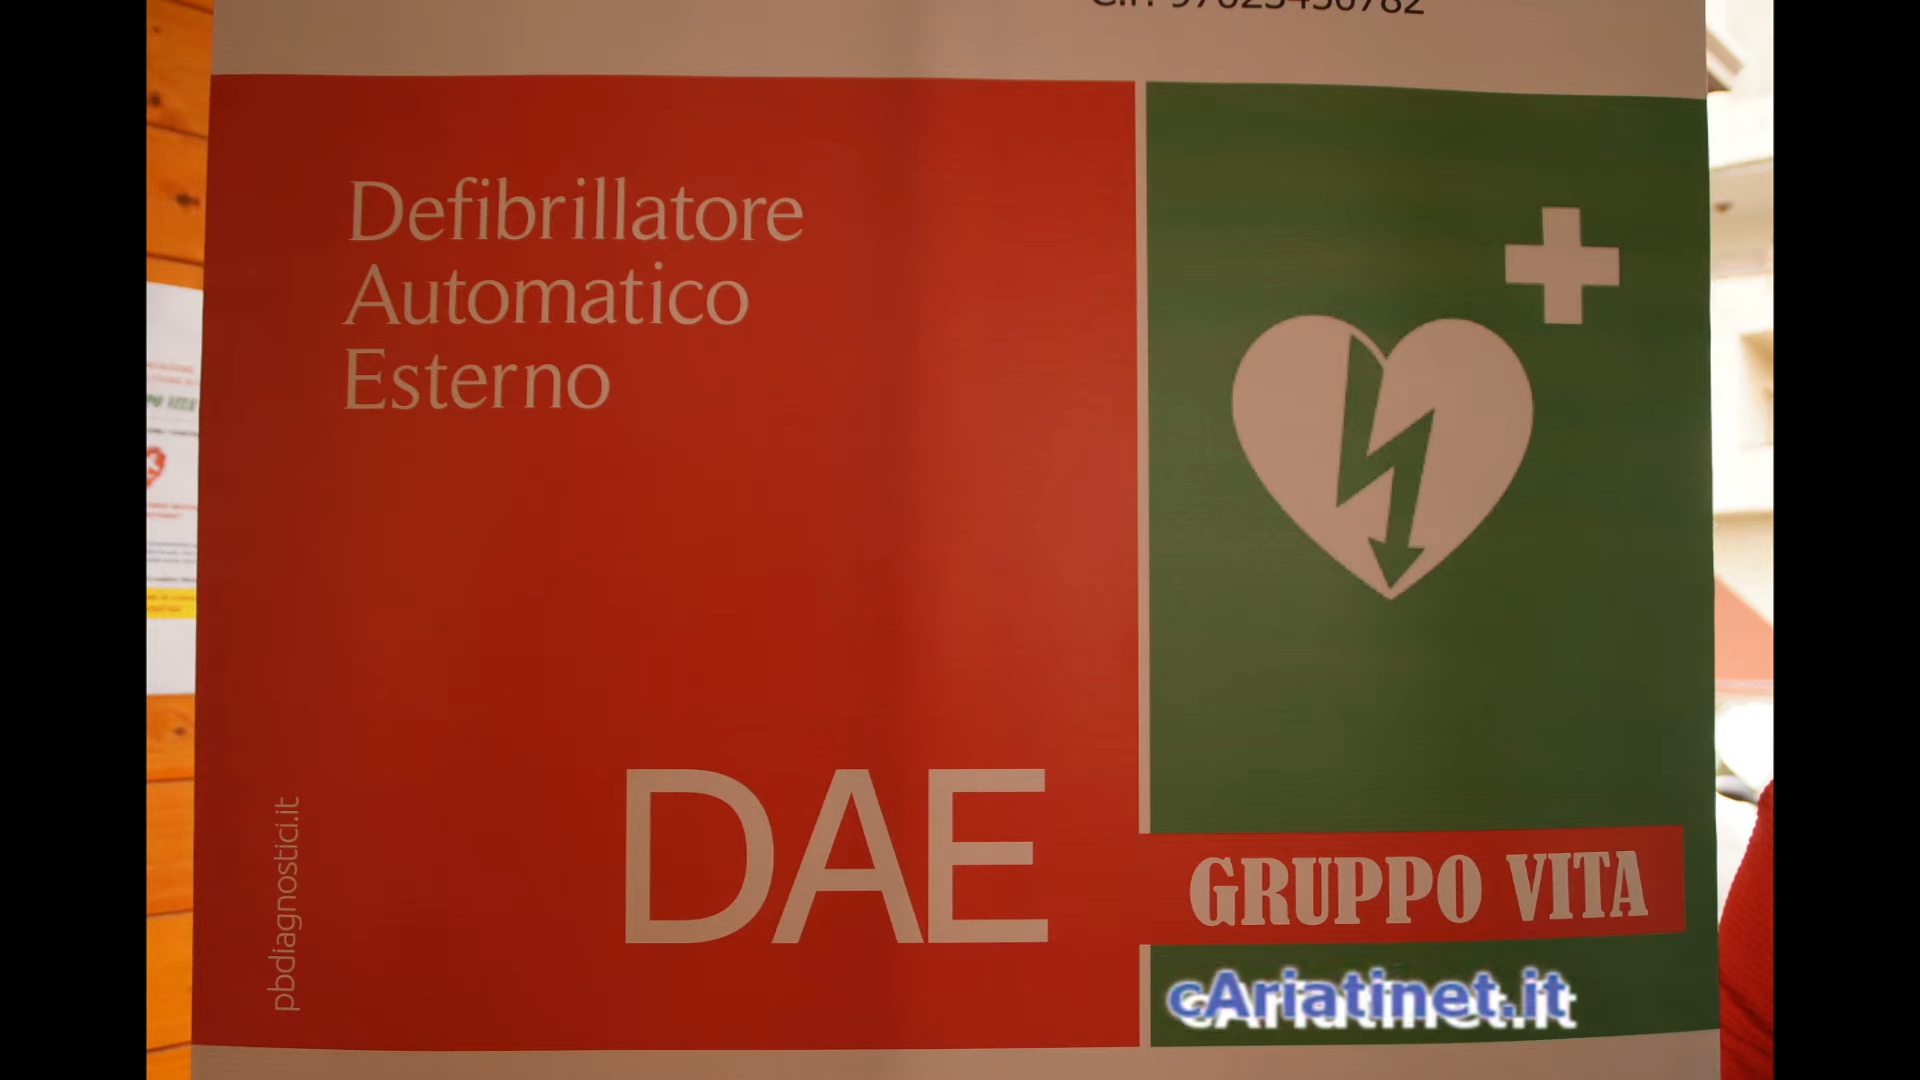 Defibrillatore
Automatico
Esterno
DAE
pbdiagnostici.it
GRUPPO VITA
cAriatinet.it